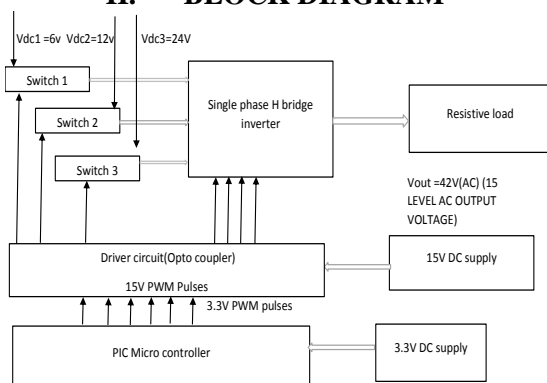 II. BLOCK DIAGRAM
Vdc1 =6v Vdc2=12v Vdc3=24V
Switch 1
Switch 2
Switch 3
Single phase H bridge
inverter
Resistive load
Vout =42V(AC) (15
LEVEL AC OUTPUT
VOLTAGE)
Driver circuit(Opto coupler)
15V PWM Pulses
15V DC supply
3.3V PWM pulses
PIC Micro controller
3.3V DC supply